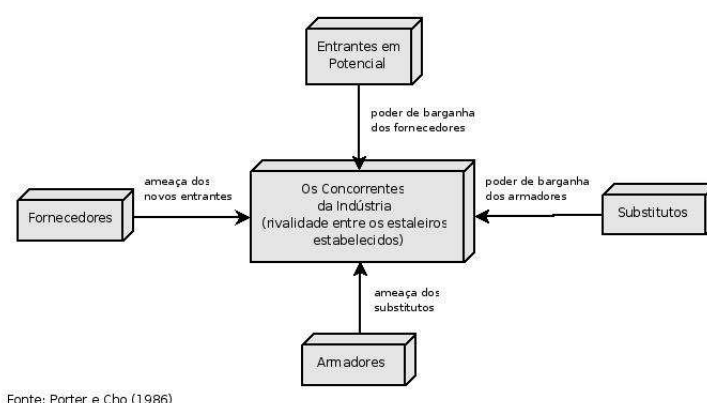 Entrantes em
Potencial
poder de barganha
dos fornecedores
ameaça dos
novos entrantes
Fornecedores
Os Concorrentes
da Indústria
(rivalidade entre os estaleiros
estabelecidos)
poder de barganha
dos armadores
Substitutos
ameaça dos
substitutos
Armadores
Fonte: Porter e Cho (1986)